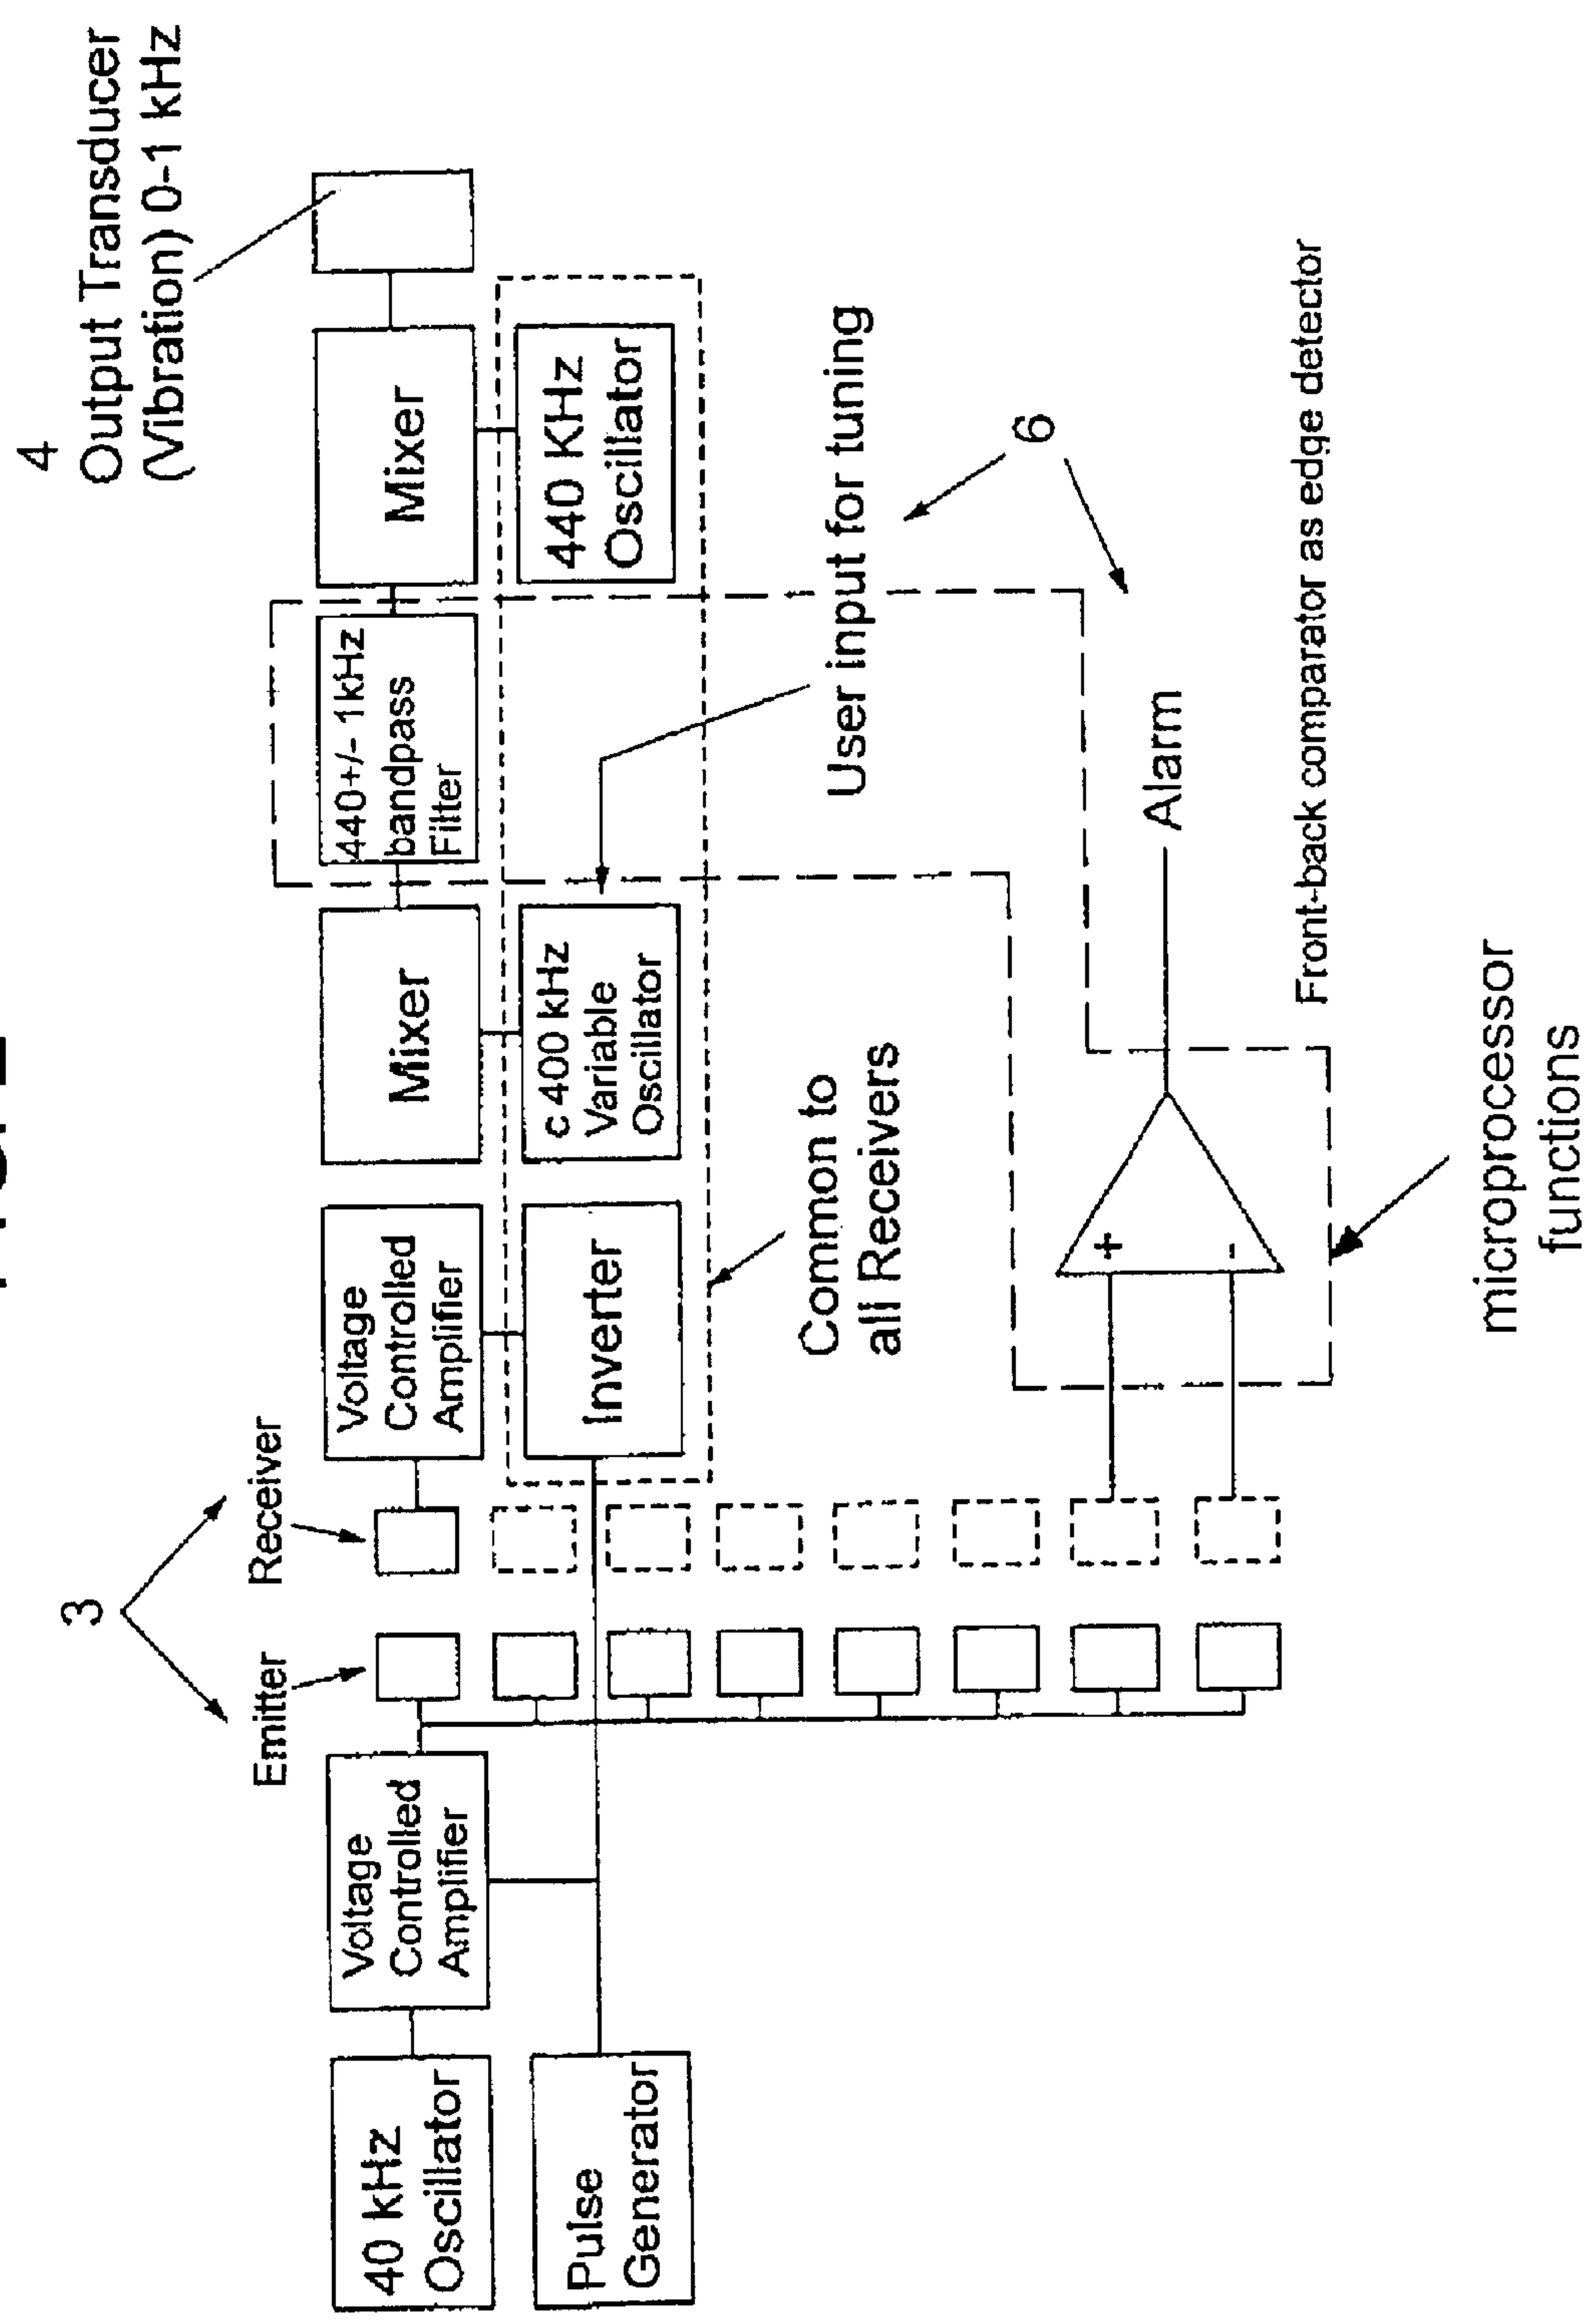 4
Output Transducer
(Vibration) 0-1 kHz
3
Emitter
Receiver
40 kHz
Oscillator
Voltage
Controlled
Amplifier
Voltage
Controlled
Amplifier
Mixer
440+/- 1kHz
bandpass
Filter
Mixer
Pulse
Generator
Inverter
c 400 kHz
Variable
Oscillator
440 KHz
Oscillator
Common to
all Receivers
User input for tuning
6
+
-
Alarm
Front-back comparator as edge detector
microprocessor
functions